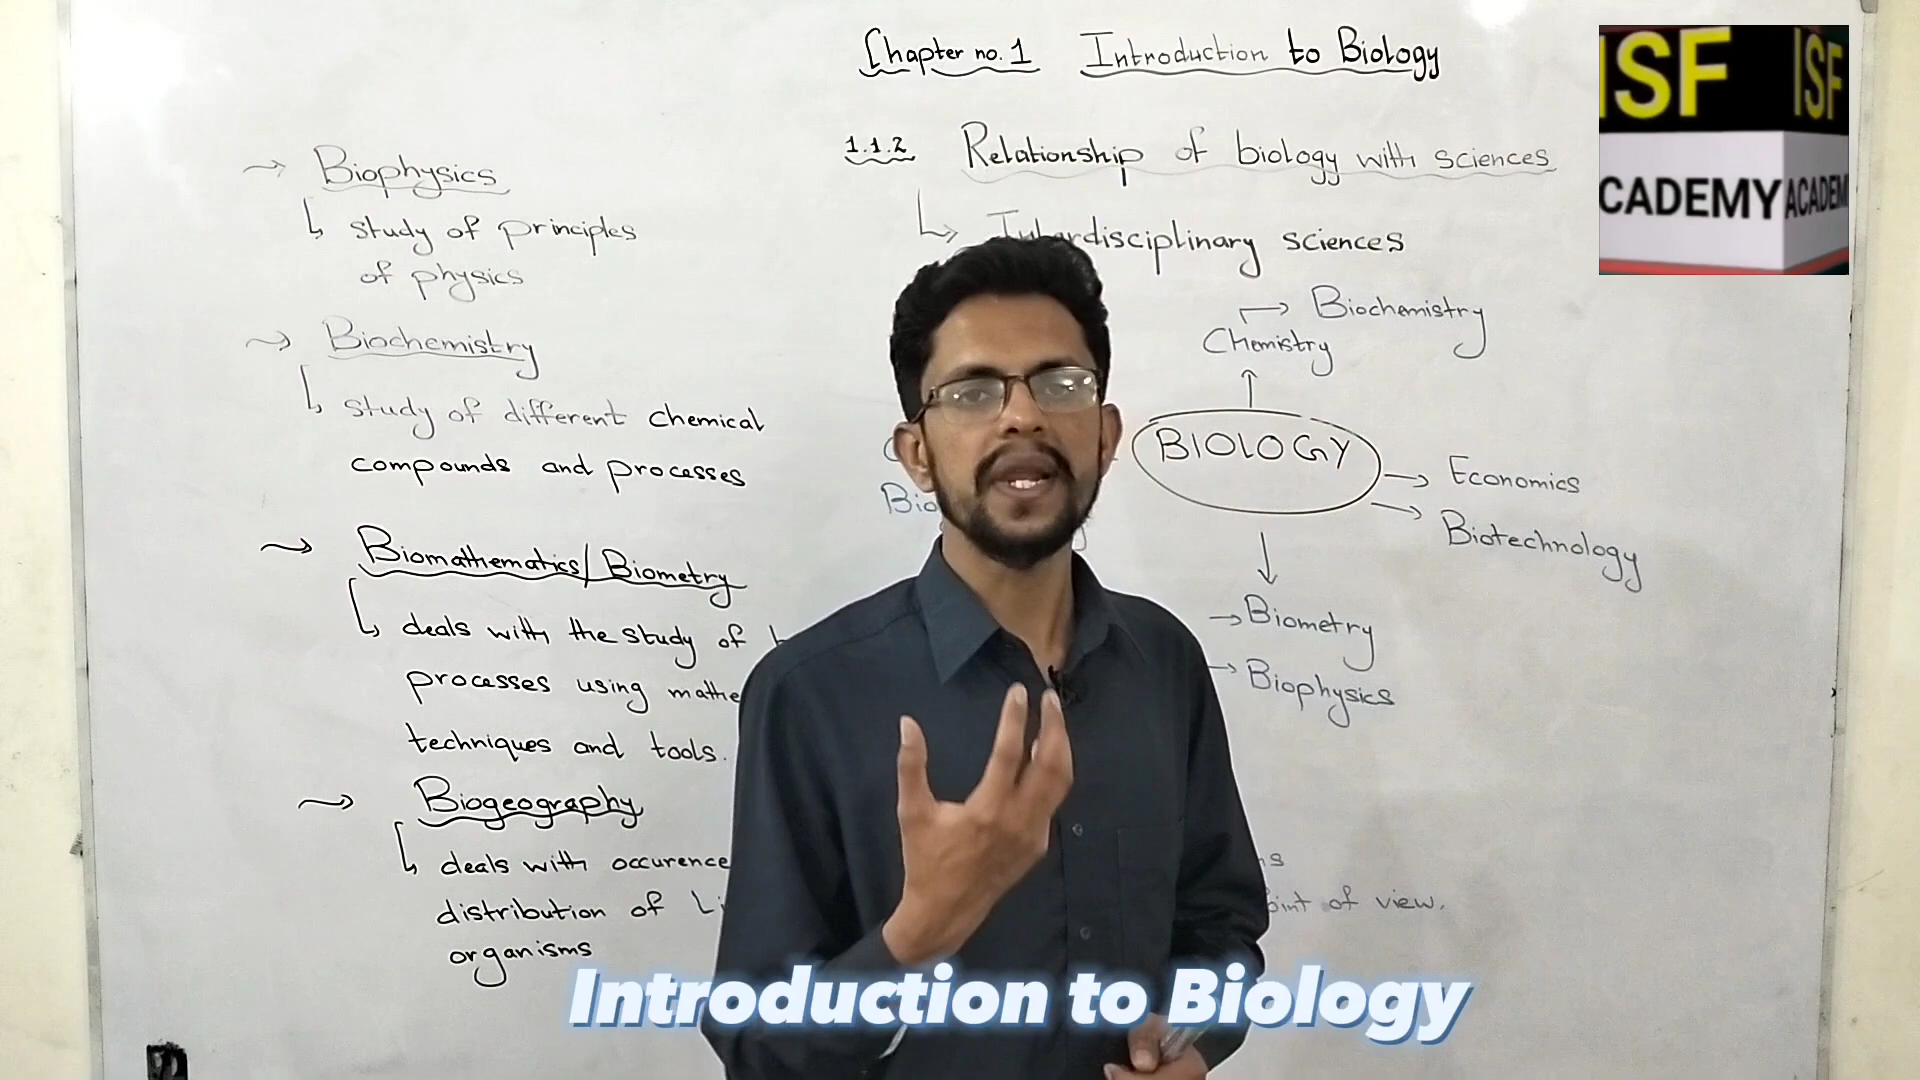 Chapter no. 1 Introduction to Biology
1.1.2 Relationship of biology with sciences
Interdisciplinary sciences
Biochemistry
Chemistry
BIOLOGY
Economics
Biotechnology
Biometry
Biophysics
point of view.
Biophysics
study of principles
of physics
Biochemistry
study of different chemical
compounds and processes
Biomathematics/Biometry
deals with the study of
processes using
techniques and tools.
Biogeography
deals with occurence
distribution of
organisms
ISF ISF
CADEMY ACADEM
Introduction to Biology